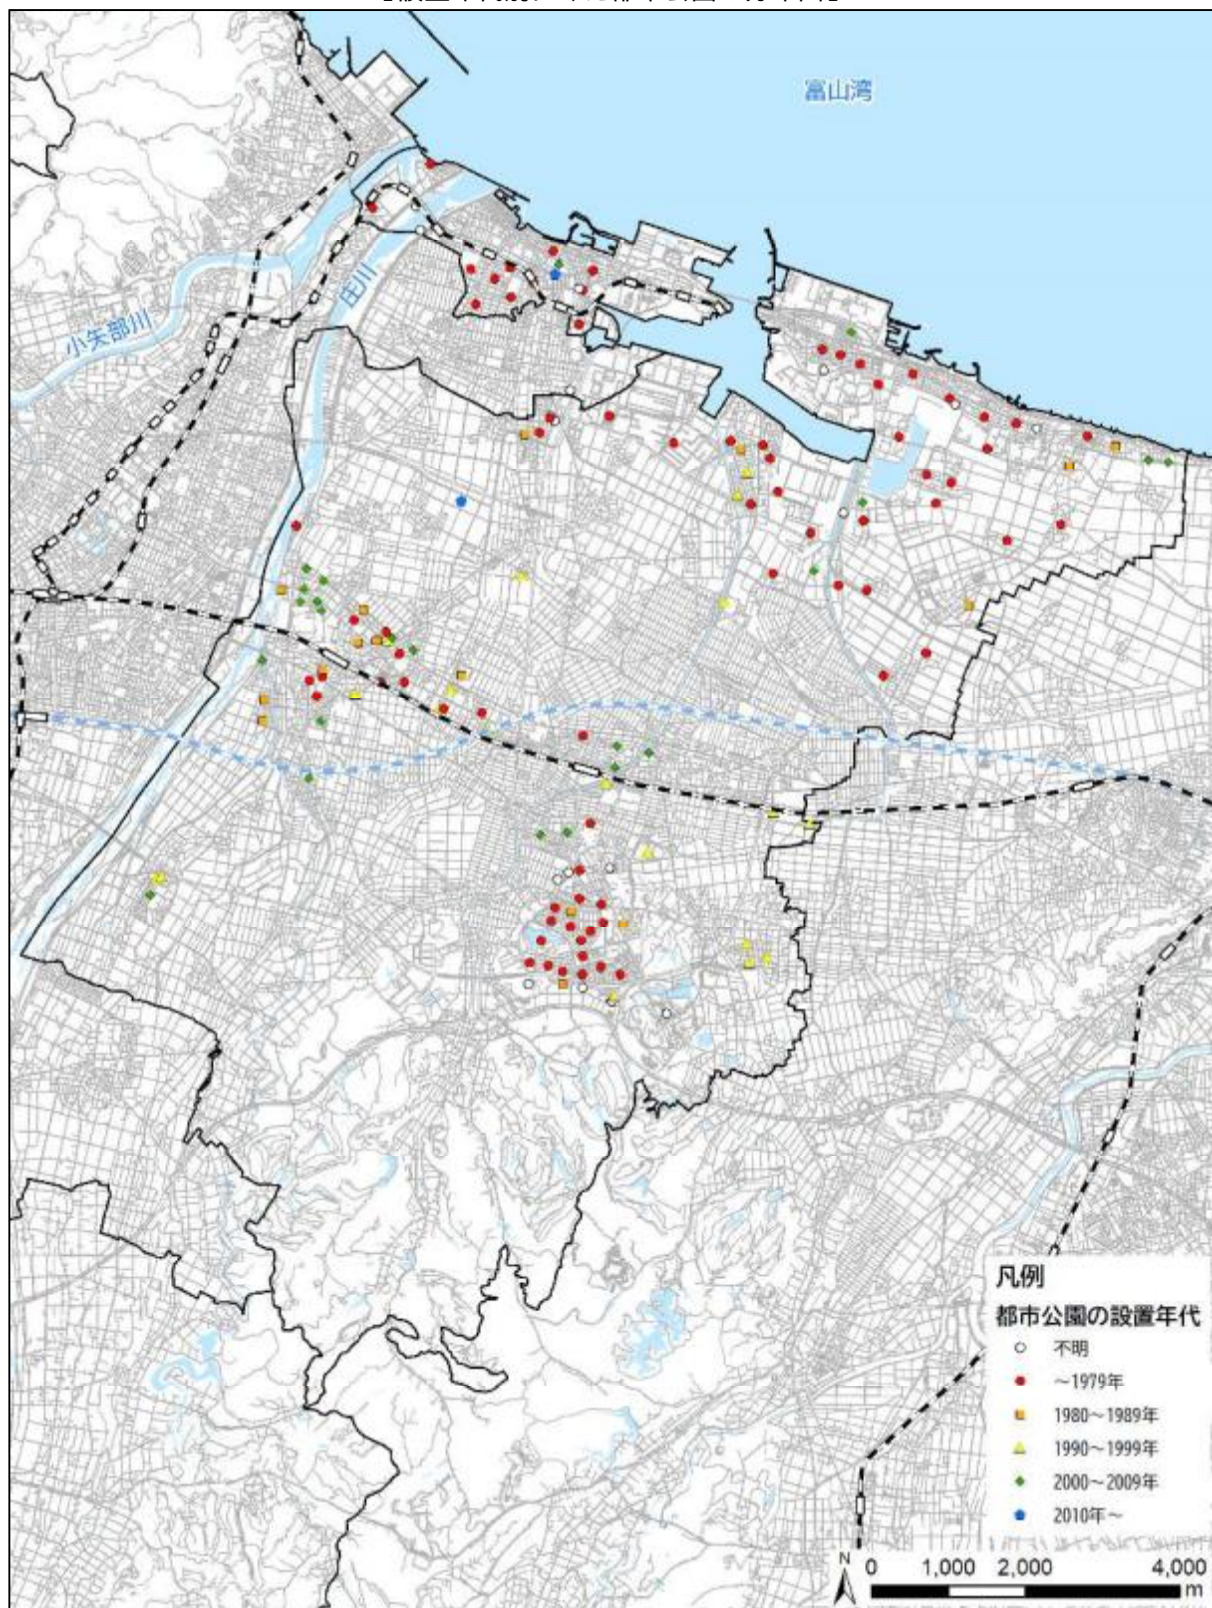 富山湾
庄川
小矢部川
凡例
都市公園の設置年代
不明
～1979年
1980～1989年
1990～1999年
2000～2009年
2010年～
N
0 1,000 2,000 4,000
m